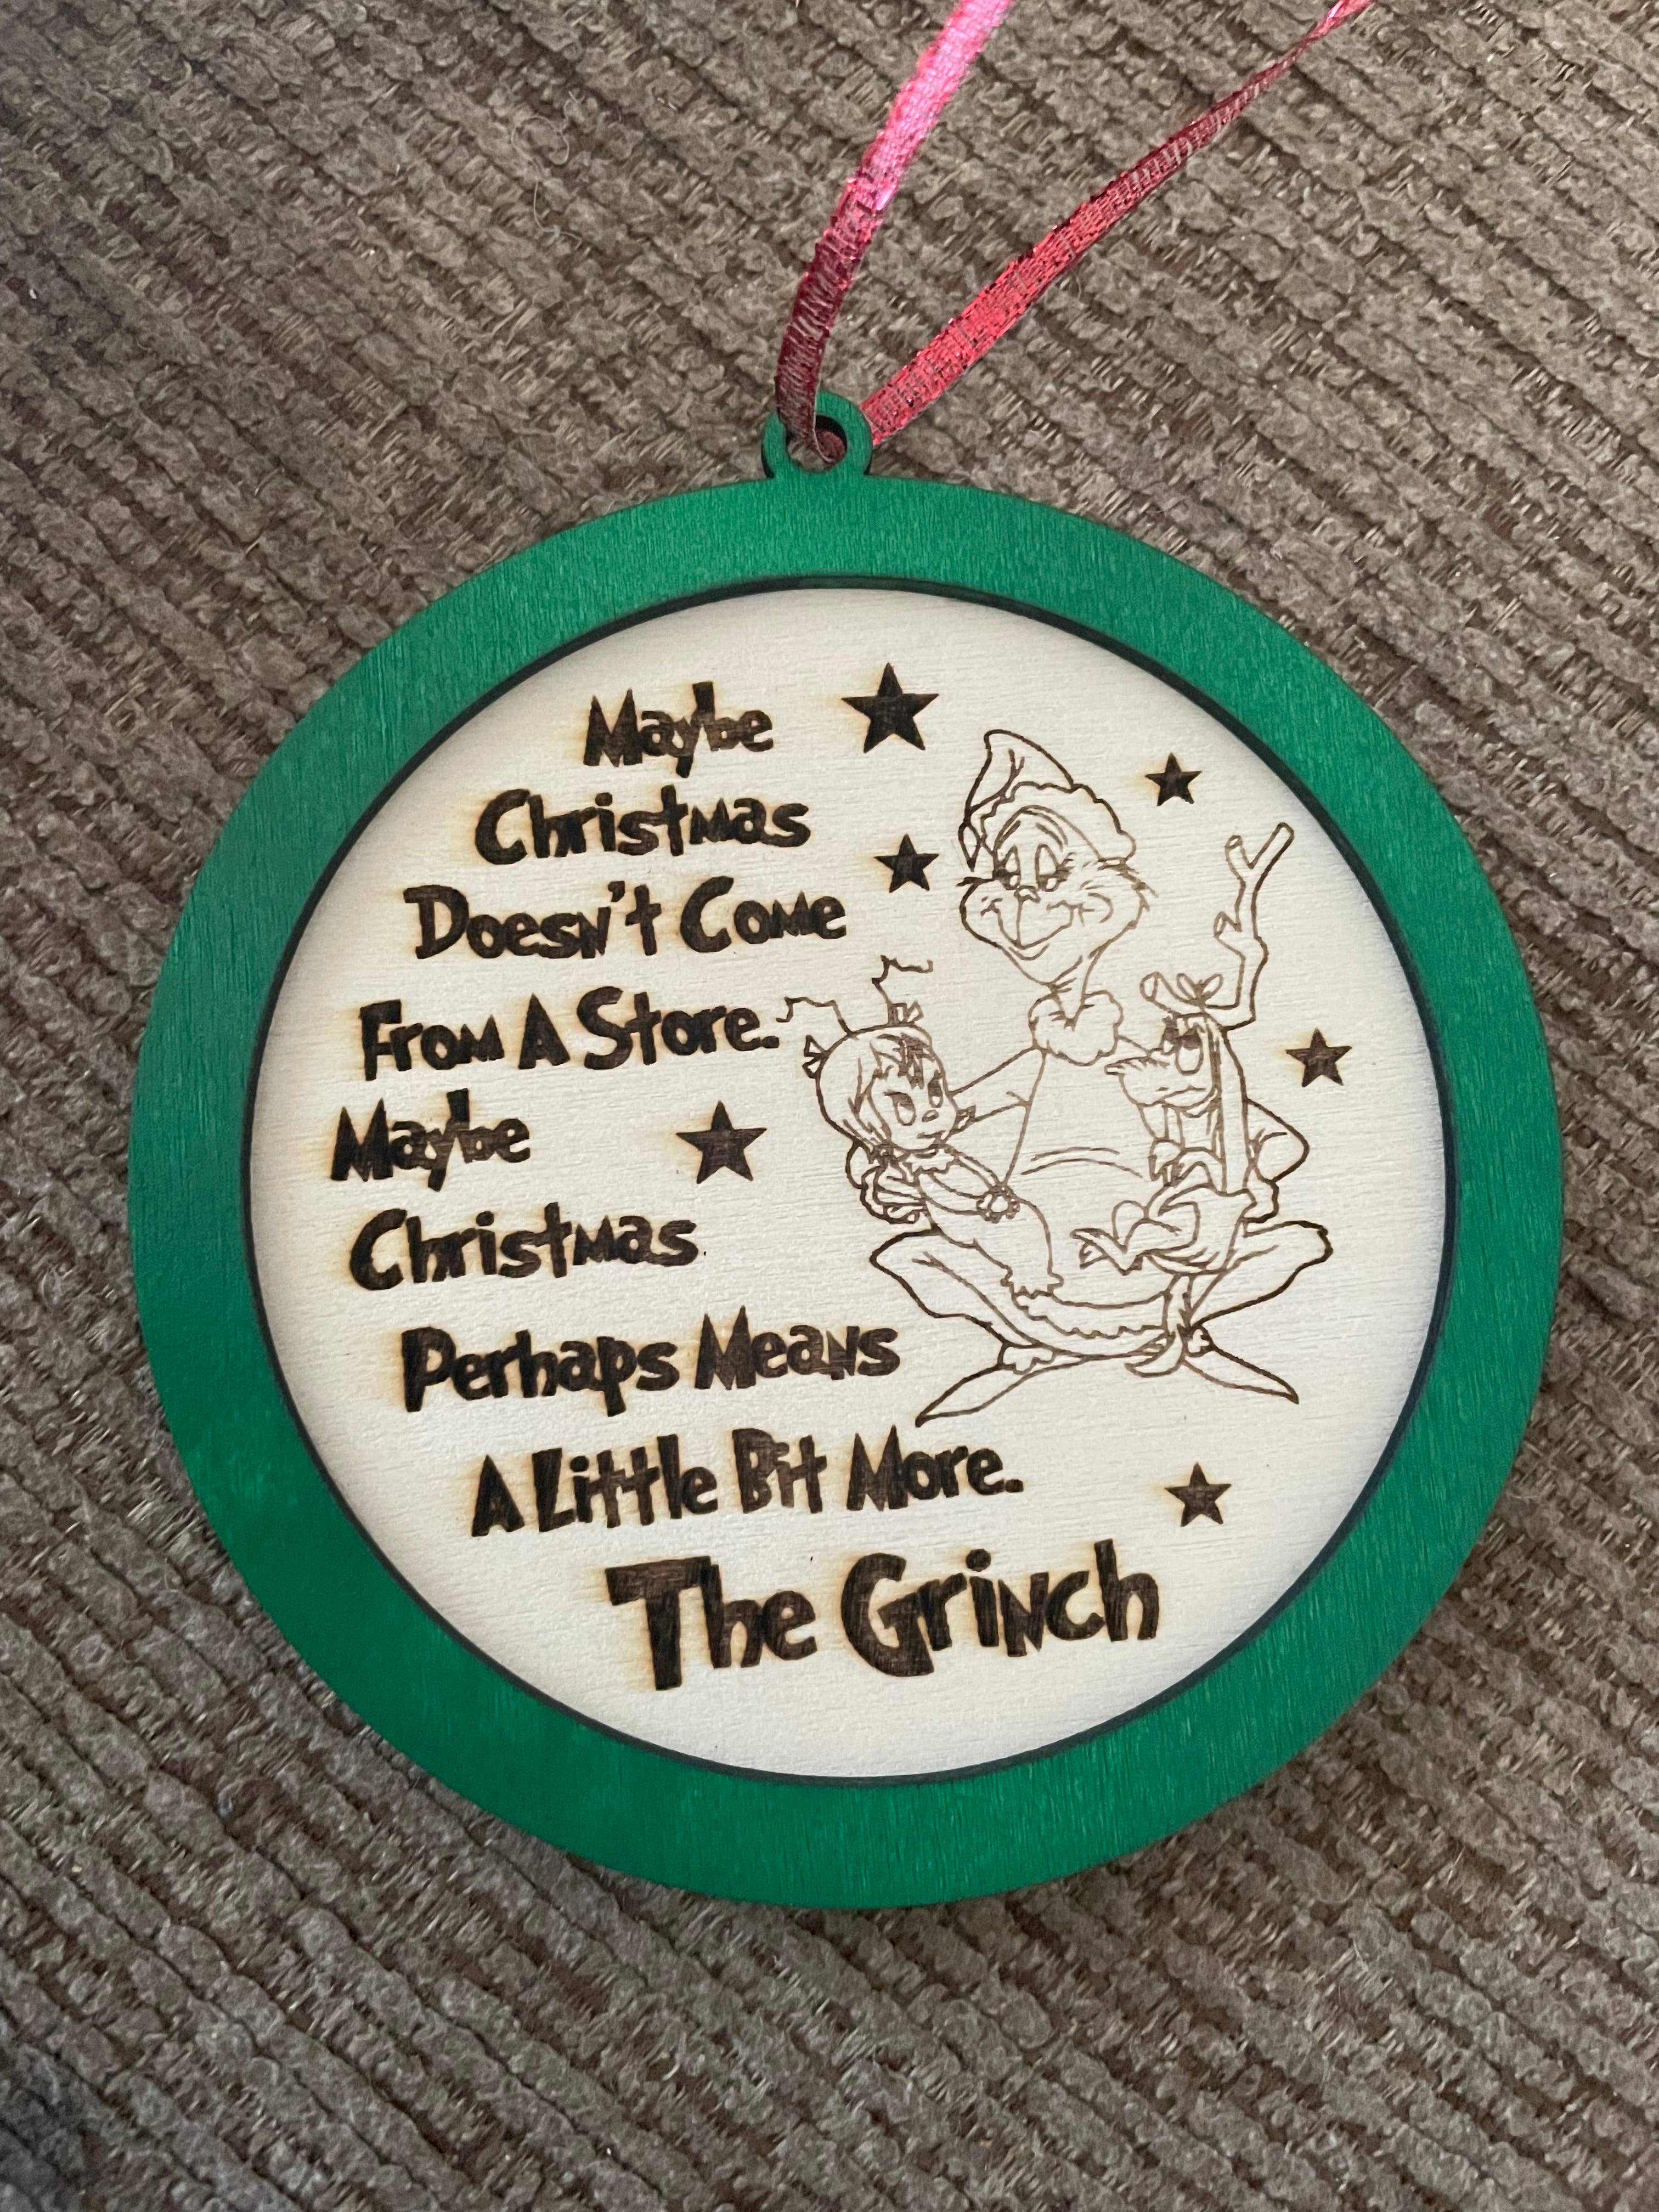 Maybe
Christmas
Doesn't Come
From A Store.
Maybe
Christmas
Perhaps Means
A Little Bit More.
The Grinch